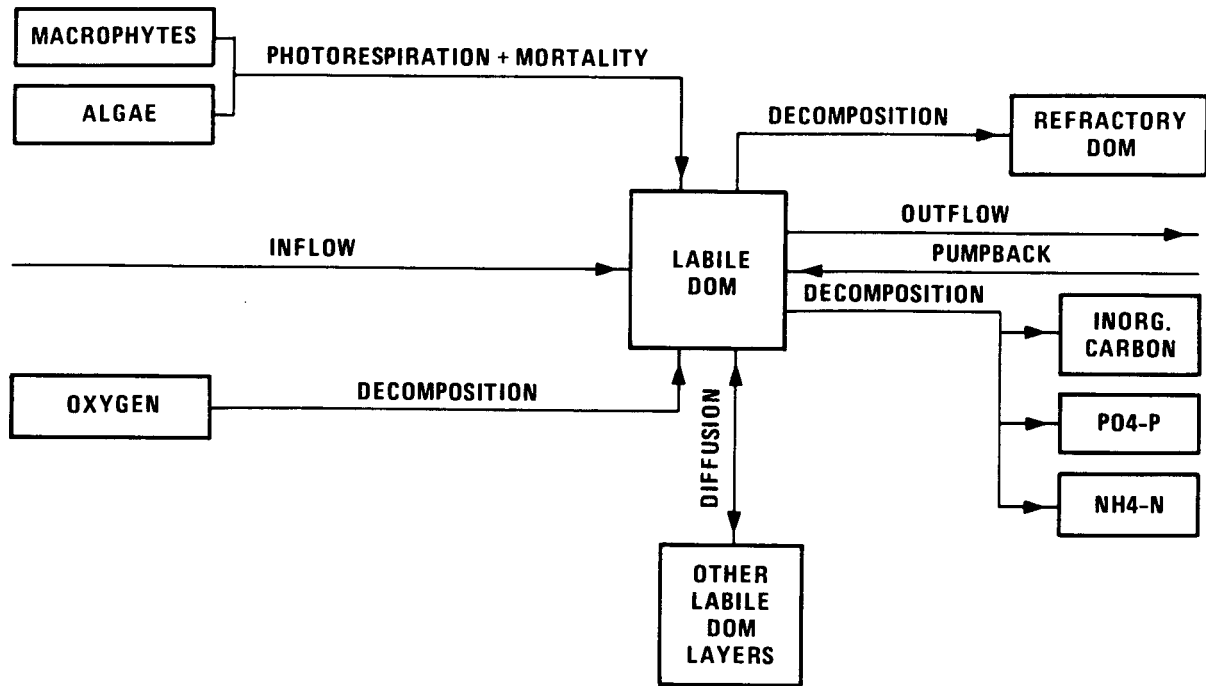 MACROPHYTES
ALGAE
PHOTORESPIRATION + MORTALITY
DECOMPOSITION
REFRACTORY
DOM
INFLOW
LABILE
DOM
OUTFLOW
PUMPBACK
DECOMPOSITION
INORG.
CARBON
OXYGEN
DECOMPOSITION
DIFFUSION
PO4-P
NH4-N
OTHER
LABILE
DOM
LAYERS